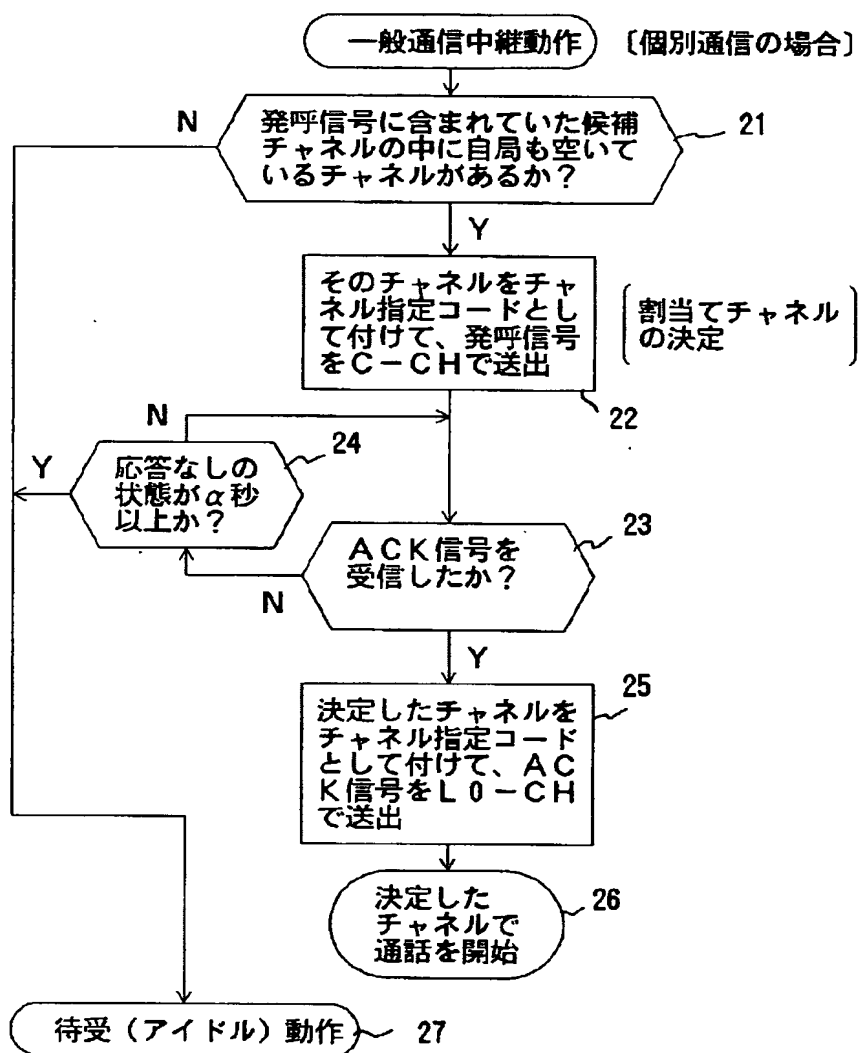 一般通信中継動作 〔個別通信の場合〕
N
発呼信号に含まれていた候補
チャネルの中に自局も空いて
いるチャネルがあるか?
21
Y
そのチャネルをチャ
ネル指定コードとし
て付けて、発呼信号
をC-CHで送出
割当てチャネル
の決定
22
N
24
Y
応答なしの
状態がα秒
以上か?
23
ACK信号を
受信したか?
N
Y
25
決定したチャネルを
チャネル指定コード
として付けて、AC
K信号をL0-CH
で送出
26
決定した
チャネルで
通話を開始
待受(アイドル)動作 27